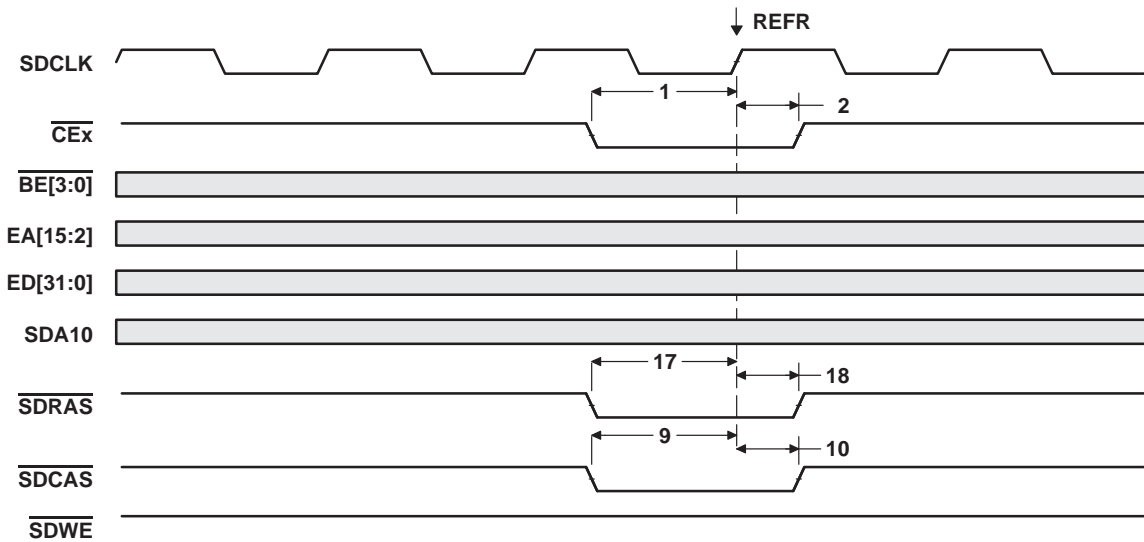 REFR
SDCLK
1
2
CEx
BE[3:0]
EA[15:2]
ED[31:0]
SDA10
17
18
SDRAS
9
10
SDCAS
SDWE